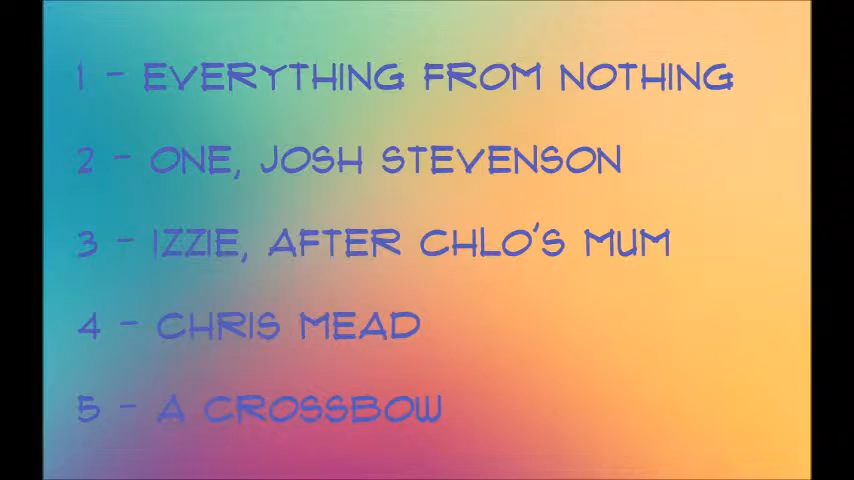 1 - EVERYTHING FROM NOTHING
2 - ONE, JOSH STEVENSON
3 - IZZIE, AFTER CHLO'S MUM
4 - CHRIS MEAD
5 - A CROSSBOW